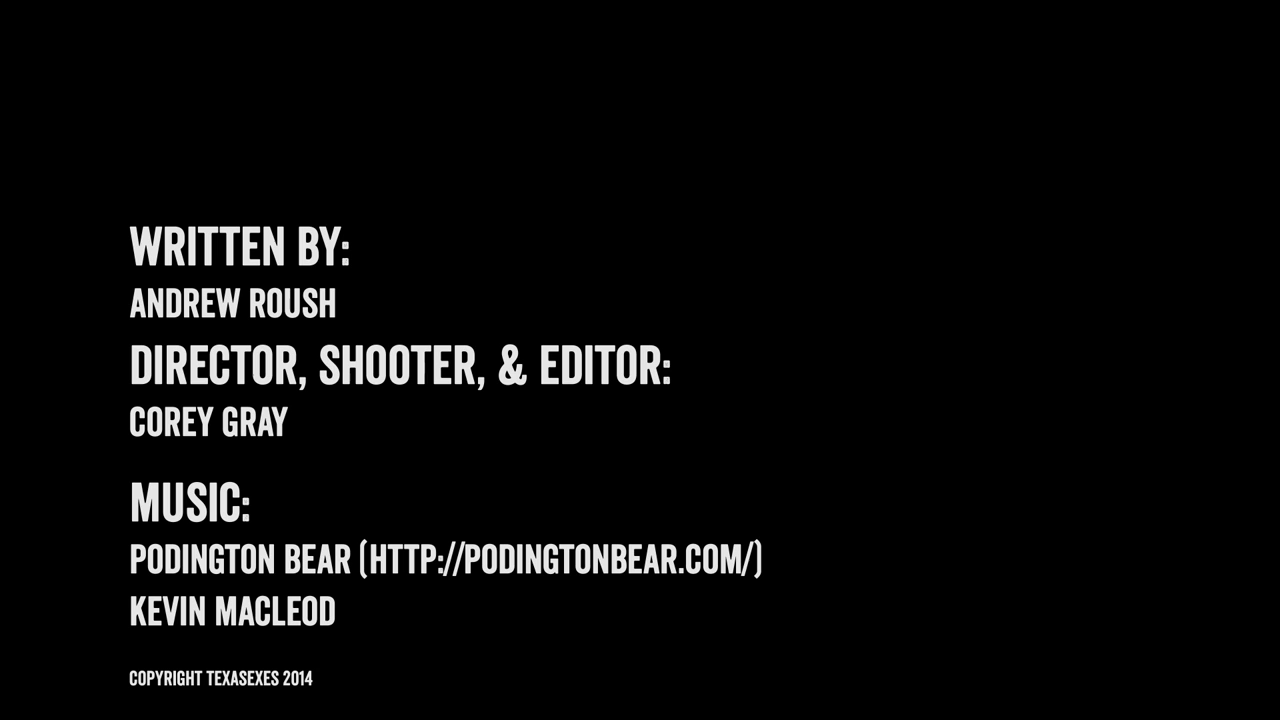 WRITTEN BY:
ANDREW ROUSH
DIRECTOR, SHOOTER, & EDITOR:
COREY GRAY
MUSIC:
PODINGTON BEAR (HTTP://PODINGTONBEAR.COM/)
KEVIN MACLEOD
COPYRIGHT TEXASEXES 2014